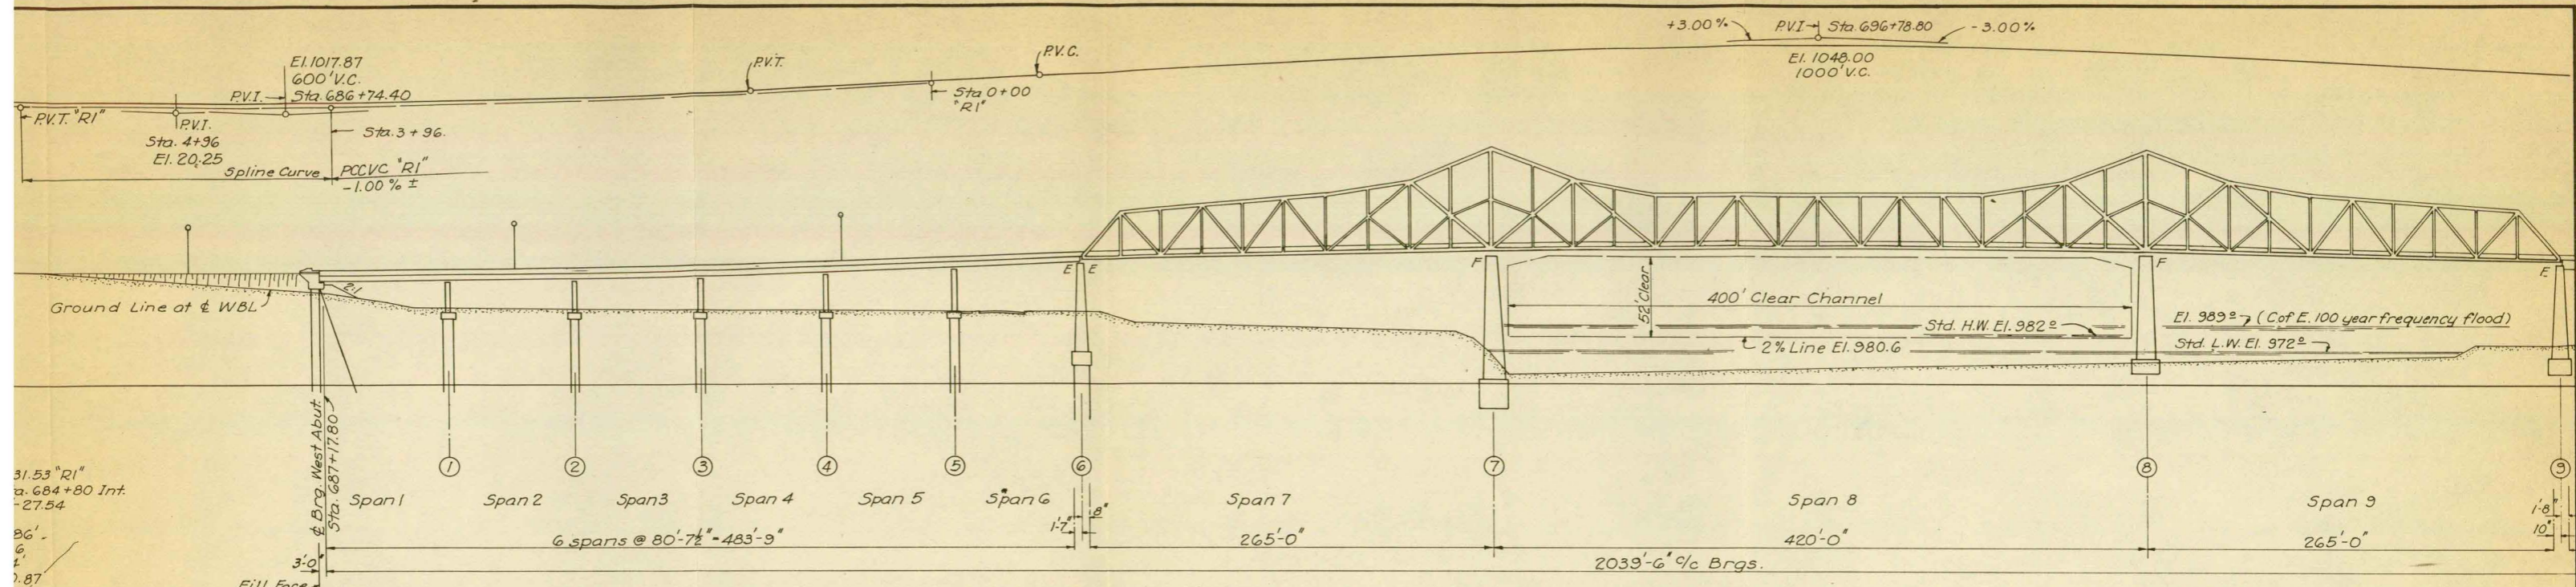 +3.00%
P.V.I. Sta. 696+78.80
-3.00%
El. 1048.00
1000' V.C.
P.V.C.
P.V.T.
Sta 0+00
"R1"
El. 1017.87
600' V.C.
P.V.I. Sta. 686+74.40
P.V.T. "R1"
P.V.I.
Sta. 4+96
El. 20.25
Sta. 3+96.
Spline Curve
PCCVC "R1"
-1.00% ±
Ground Line at ℄ WBL
2:1
E E
F
F
E
52' Clear
400' Clear Channel
Std. H.W. El. 982º
2% Line El. 980.6
El. 989º (C of E. 100 year frequency flood)
Std. L.W. El. 972º
℄ Brg. West Abut.
Sta. 687+17.80
1
2
3
4
5
6
7
8
9
31.53 "R1"
a. 684+80 Int.
-27.54
86'-
6
0.87
Span 1
Span 2
Span 3
Span 4
Span 5
Span 6
Span 7
Span 8
Span 9
1'-7"
8"
1'-8"
10"
6 spans @ 80'-7½" = 483'-9"
265'-0"
420'-0"
265'-0"
3'-0"
2039'-6" c/c Brgs.
Fill Face